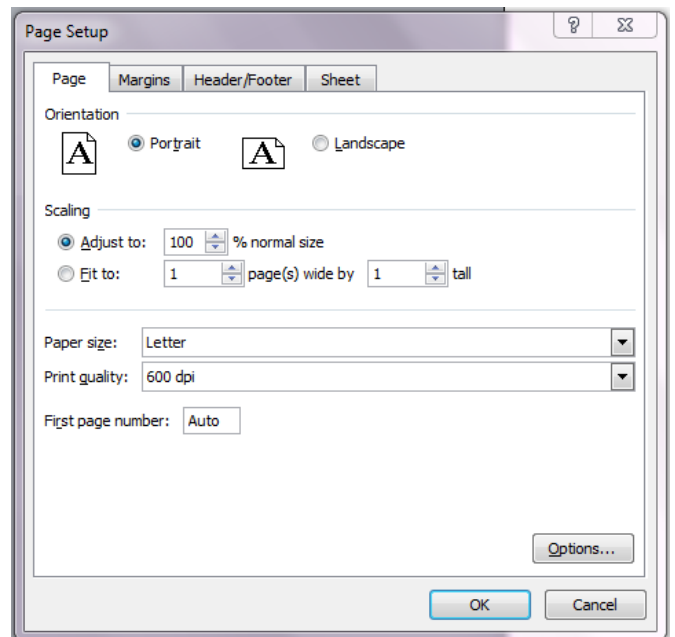 Page Setup
Page Margins Header/Footer Sheet
Orientation
A Portrait A Landscape
Scaling
Adjust to: 100 % normal size
Fit to: 1 page(s) wide by 1 tall
Paper size: Letter
Print quality: 600 dpi
First page number: Auto
Options...
OK Cancel